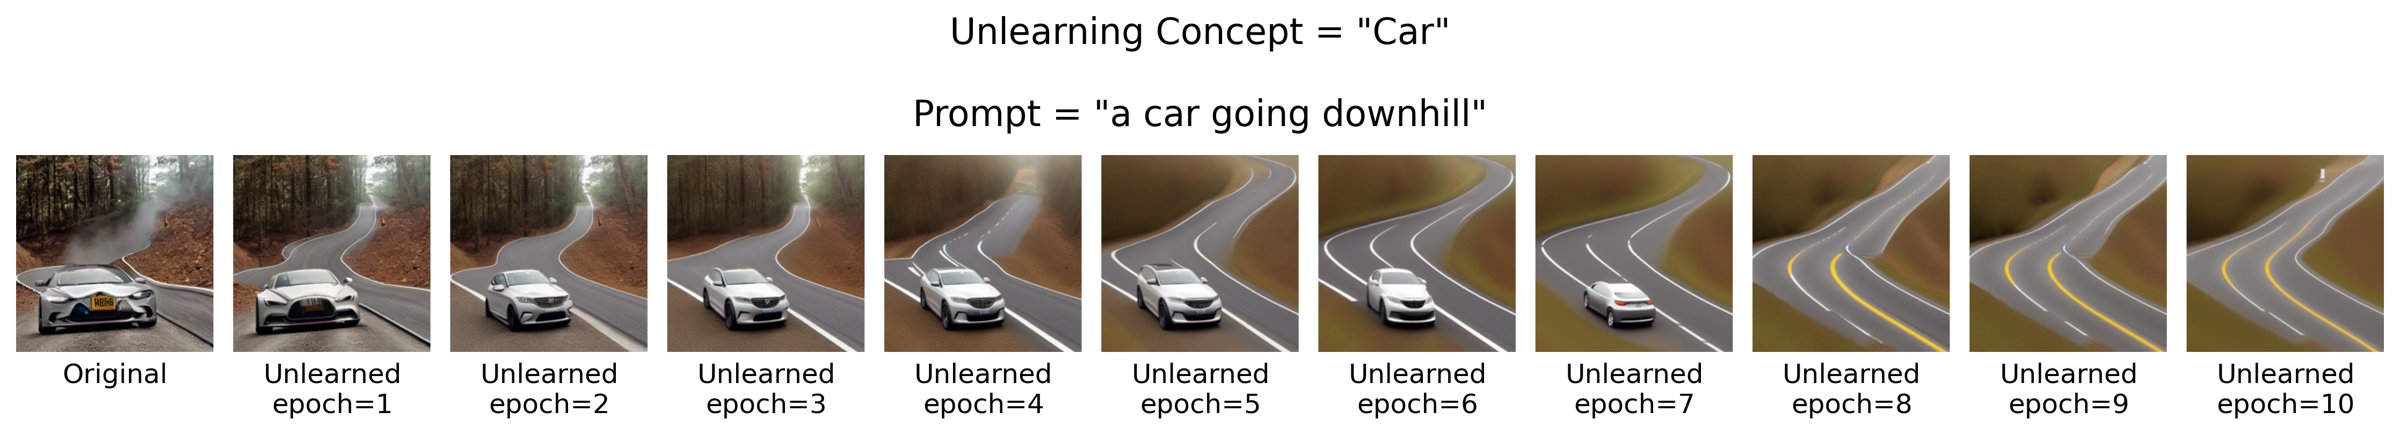 Unlearning Concept = "Car"
Prompt = "a car going downhill"
Original
Unlearned
epoch=1
Unlearned
epoch=2
Unlearned
epoch=3
Unlearned
epoch=4
Unlearned
epoch=5
Unlearned
epoch=6
Unlearned
epoch=7
Unlearned
epoch=8
Unlearned
epoch=9
Unlearned
epoch=10